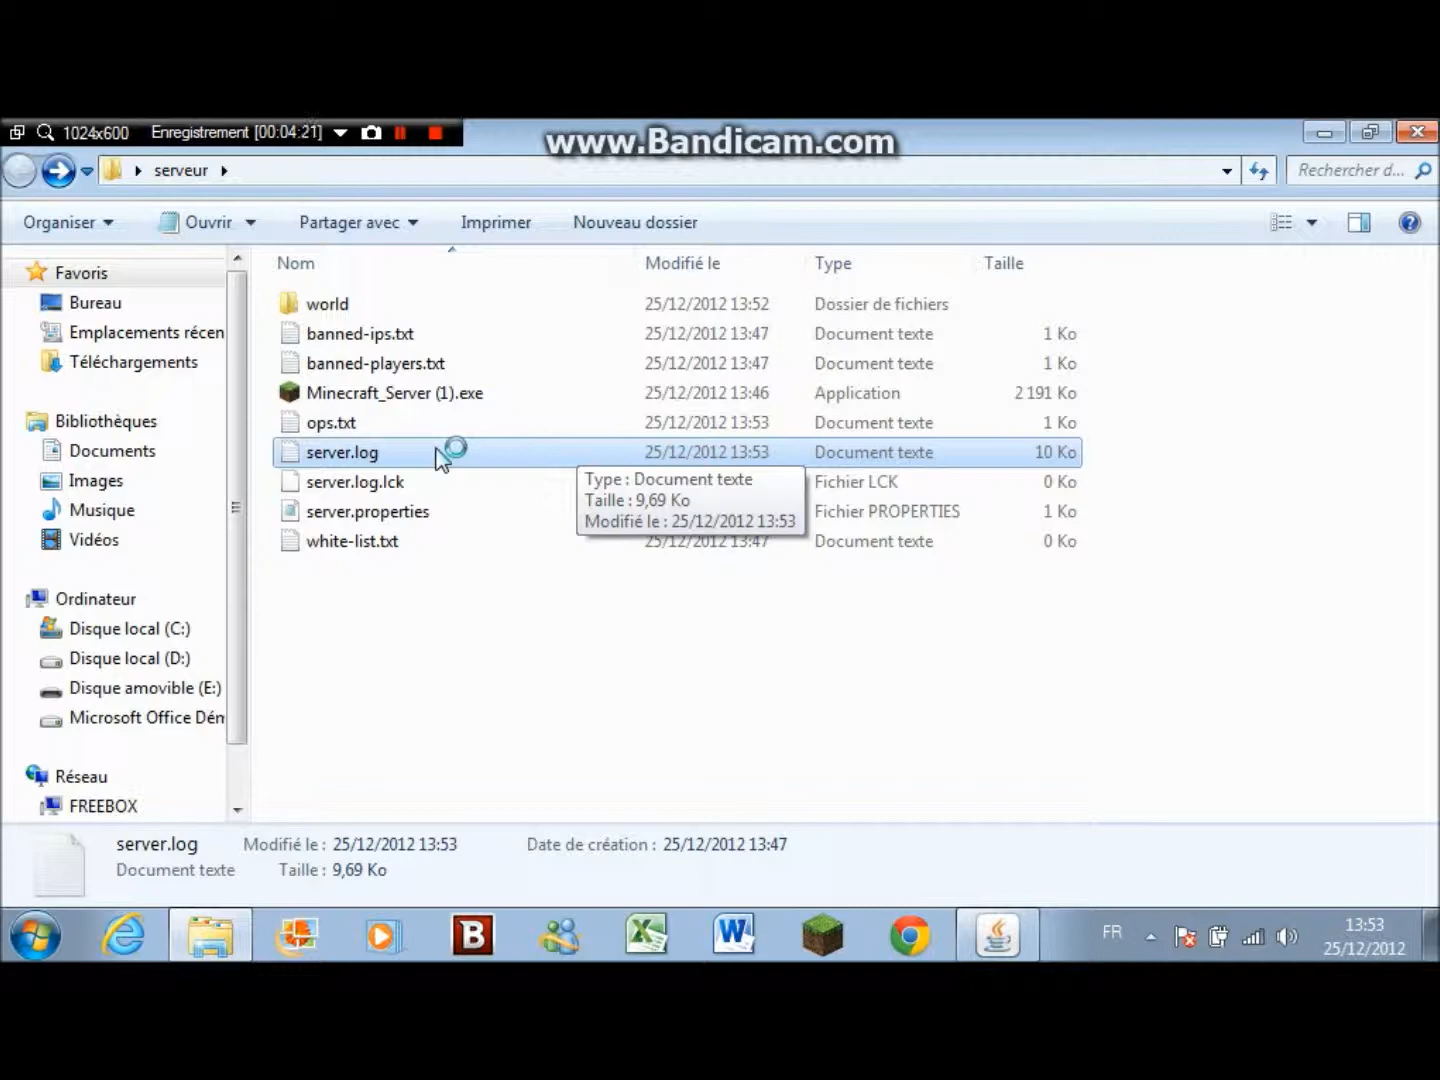 1024x600 Enregistrement [00:04:21]
www.Bandicam.com
serveur
Rechercher d...
Organiser Ouvrir Partager avec Imprimer Nouveau dossier
Nom Modifié le Type Taille
world 25/12/2012 13:52 Dossier de fichiers
banned-ips.txt 25/12/2012 13:47 Document texte 1 Ko
banned-players.txt 25/12/2012 13:47 Document texte 1 Ko
Minecraft_Server (1).exe 25/12/2012 13:46 Application 2 191 Ko
ops.txt 25/12/2012 13:53 Document texte 1 Ko
server.log 25/12/2012 13:53 Document texte 10 Ko
server.log.lck Fichier LCK 0 Ko
server.properties Fichier PROPERTIES 1 Ko
white-list.txt 25/12/2012 13:47 Document texte 0 Ko
Type : Document texte
Taille : 9,69 Ko
Modifié le : 25/12/2012 13:53
Favoris
Bureau
Emplacements récen
Téléchargements
Bibliothèques
Documents
Images
Musique
Vidéos
Ordinateur
Disque local (C:)
Disque local (D:)
Disque amovible (E:)
Microsoft Office Dém
Réseau
FREEBOX
server.log Modifié le : 25/12/2012 13:53 Date de création : 25/12/2012 13:47
Document texte Taille : 9,69 Ko
B
FR
13:53
25/12/2012